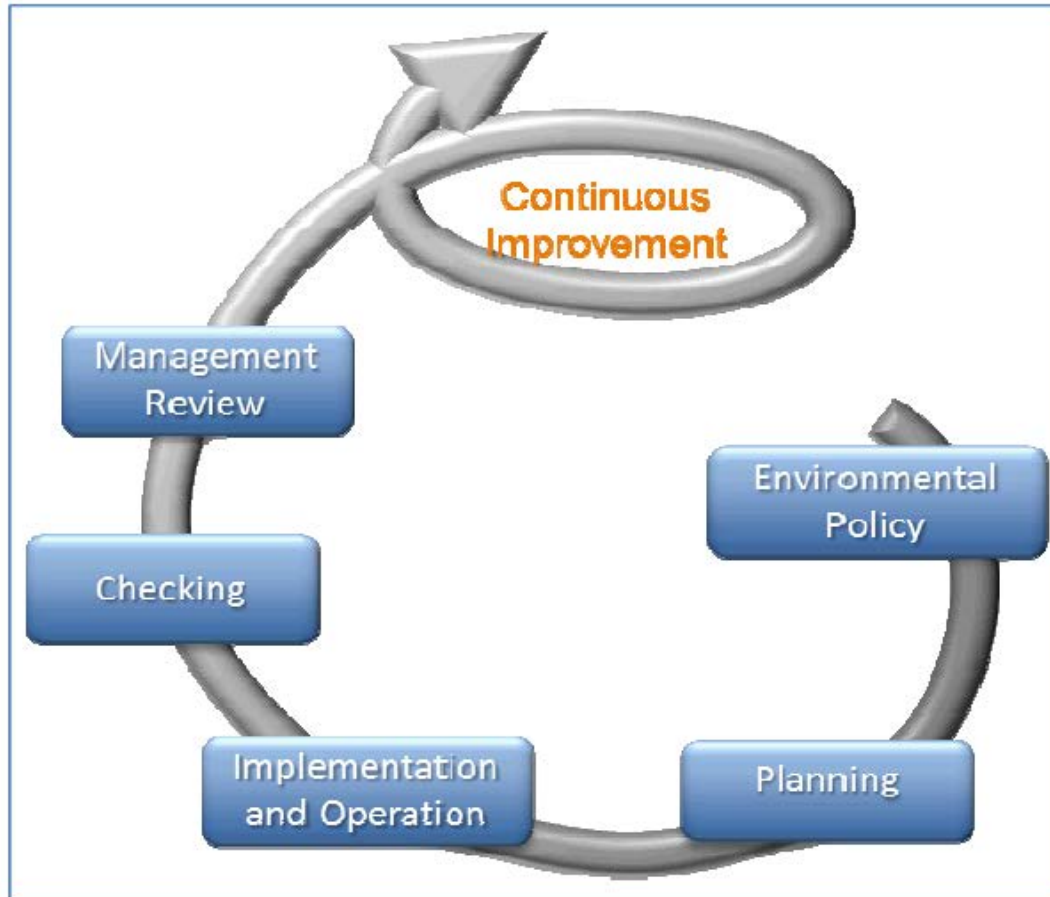 Continuous
Improvement
Management
Review
Environmental
Policy
Checking
Implementation
and Operation
Planning